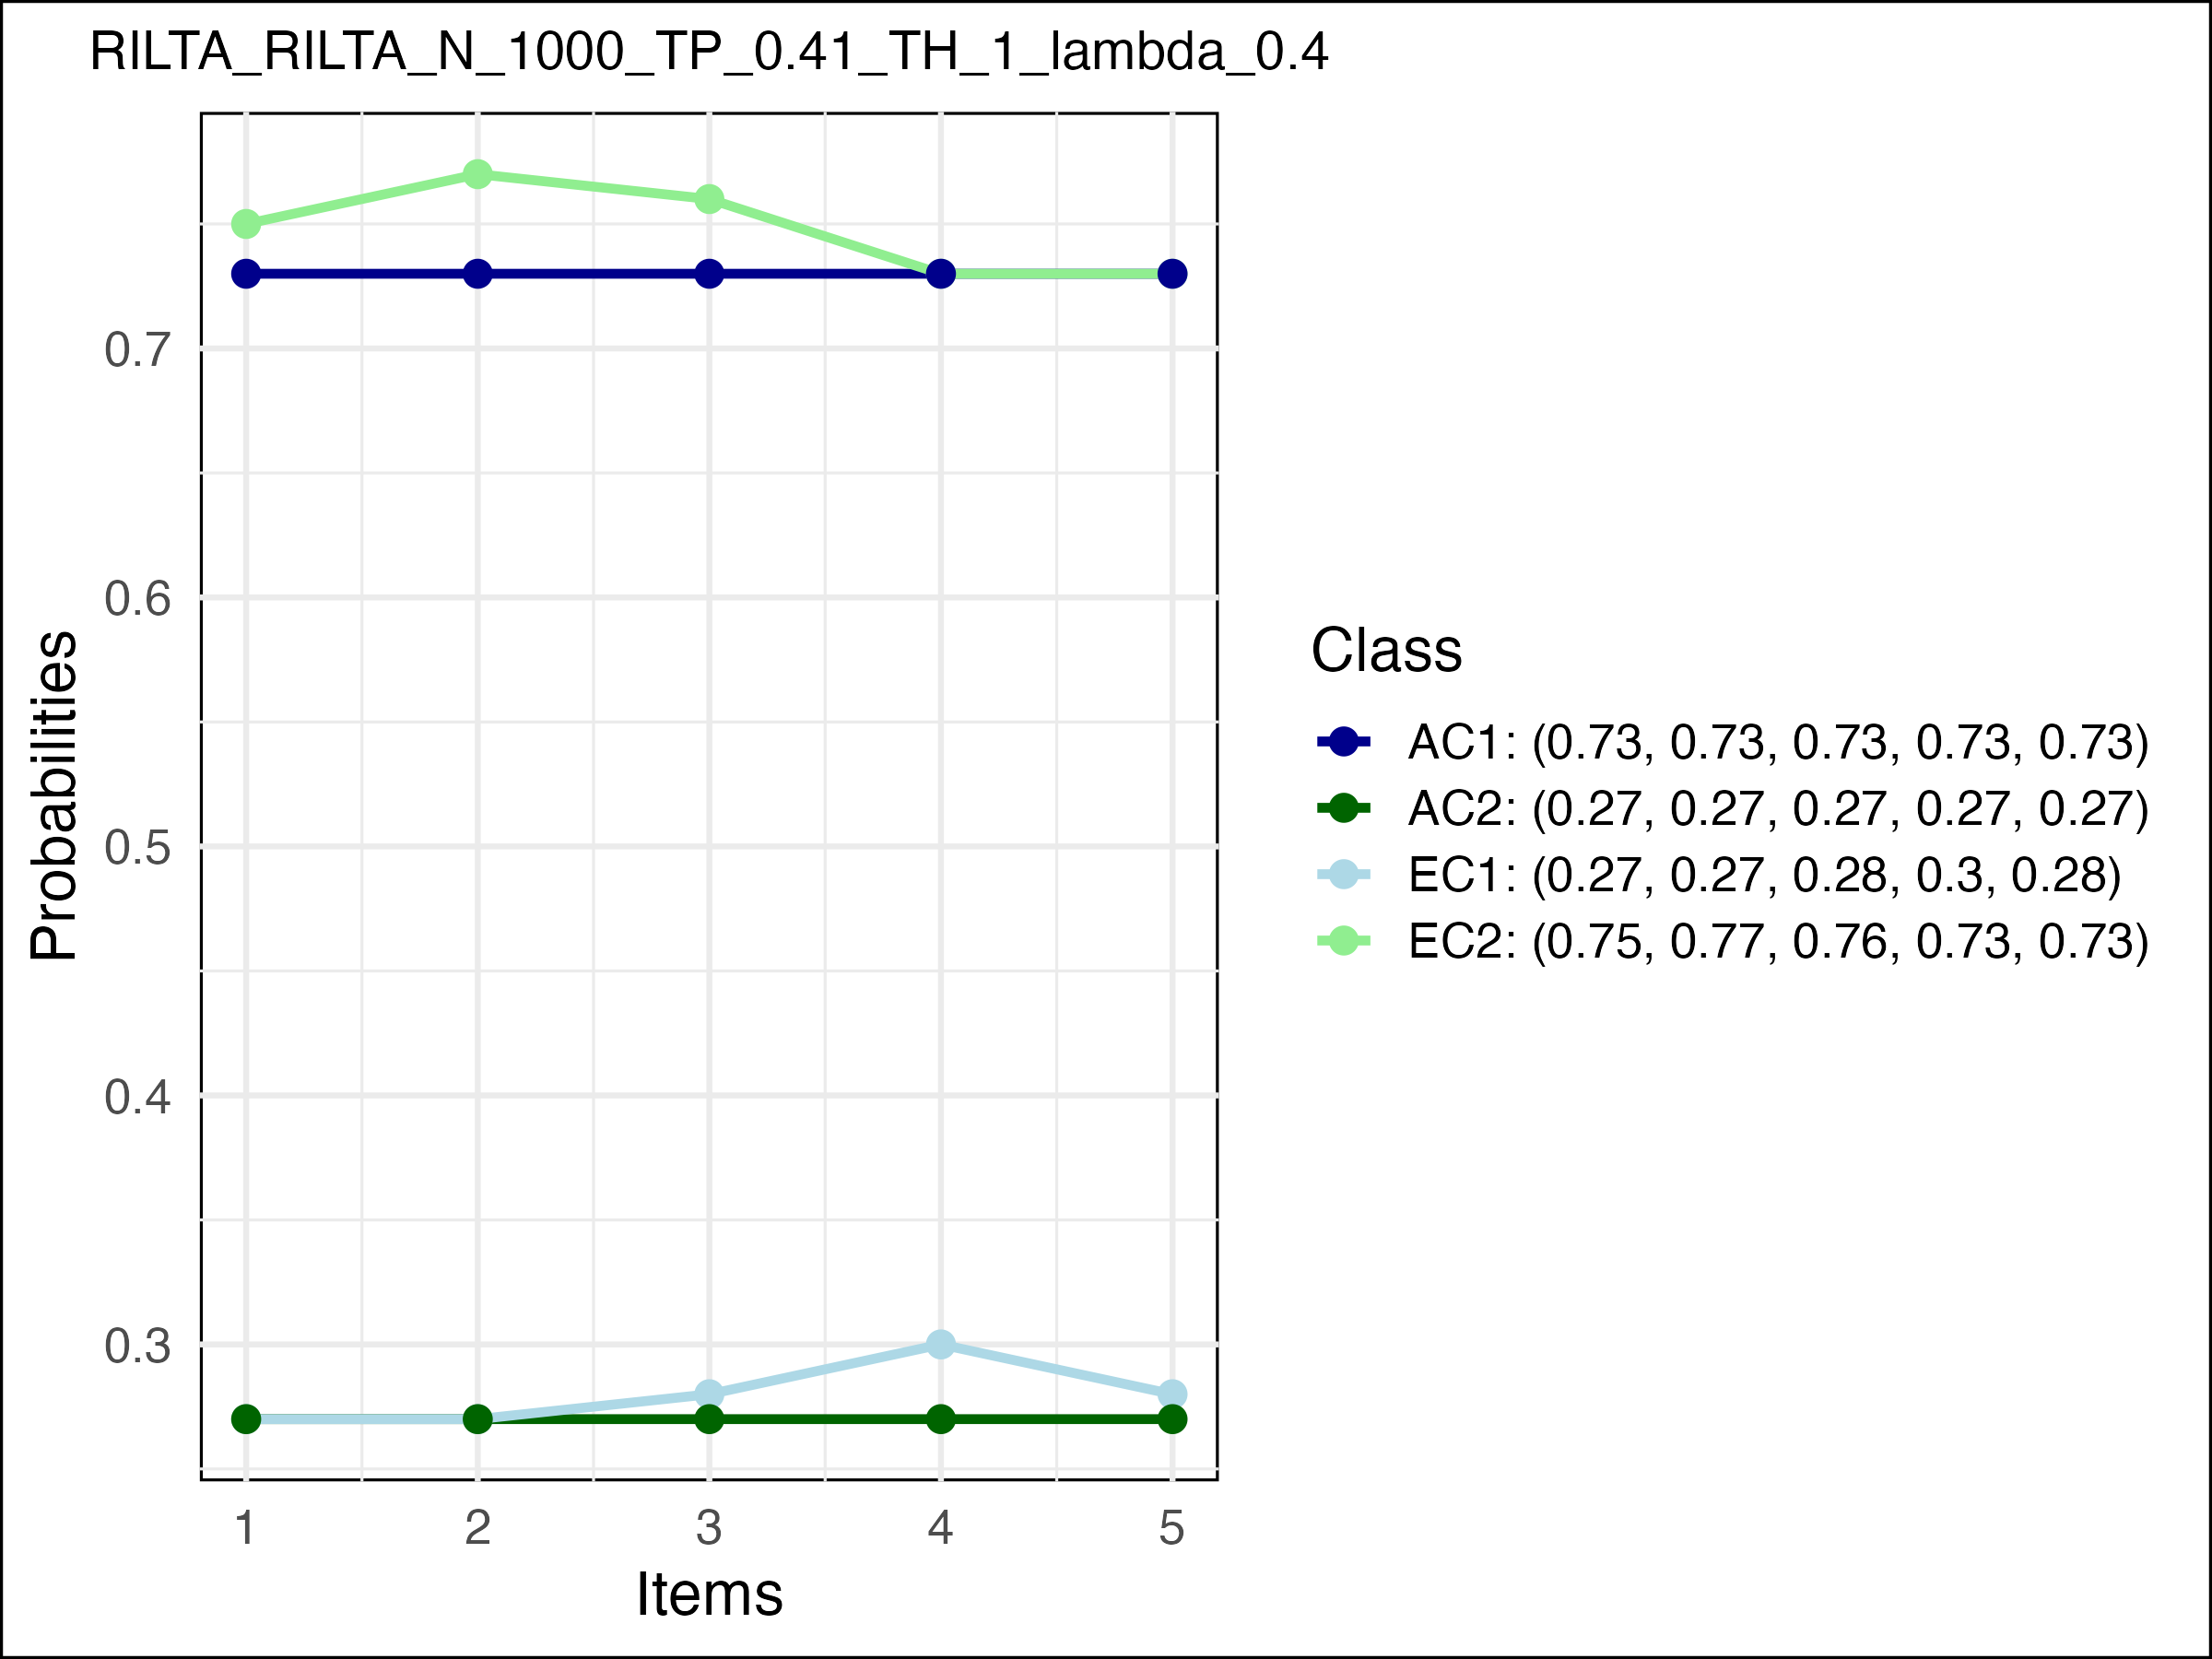 RILTA_RILTA_N_1000_TP_0.41_TH_1_lambda_0.4
Probabilities
0.7
0.6
0.5
0.4
0.3
1 2 3 4 5
Items
Class
AC1: (0.73, 0.73, 0.73, 0.73, 0.73)
AC2: (0.27, 0.27, 0.27, 0.27, 0.27)
EC1: (0.27, 0.27, 0.28, 0.3, 0.28)
EC2: (0.75, 0.77, 0.76, 0.73, 0.73)